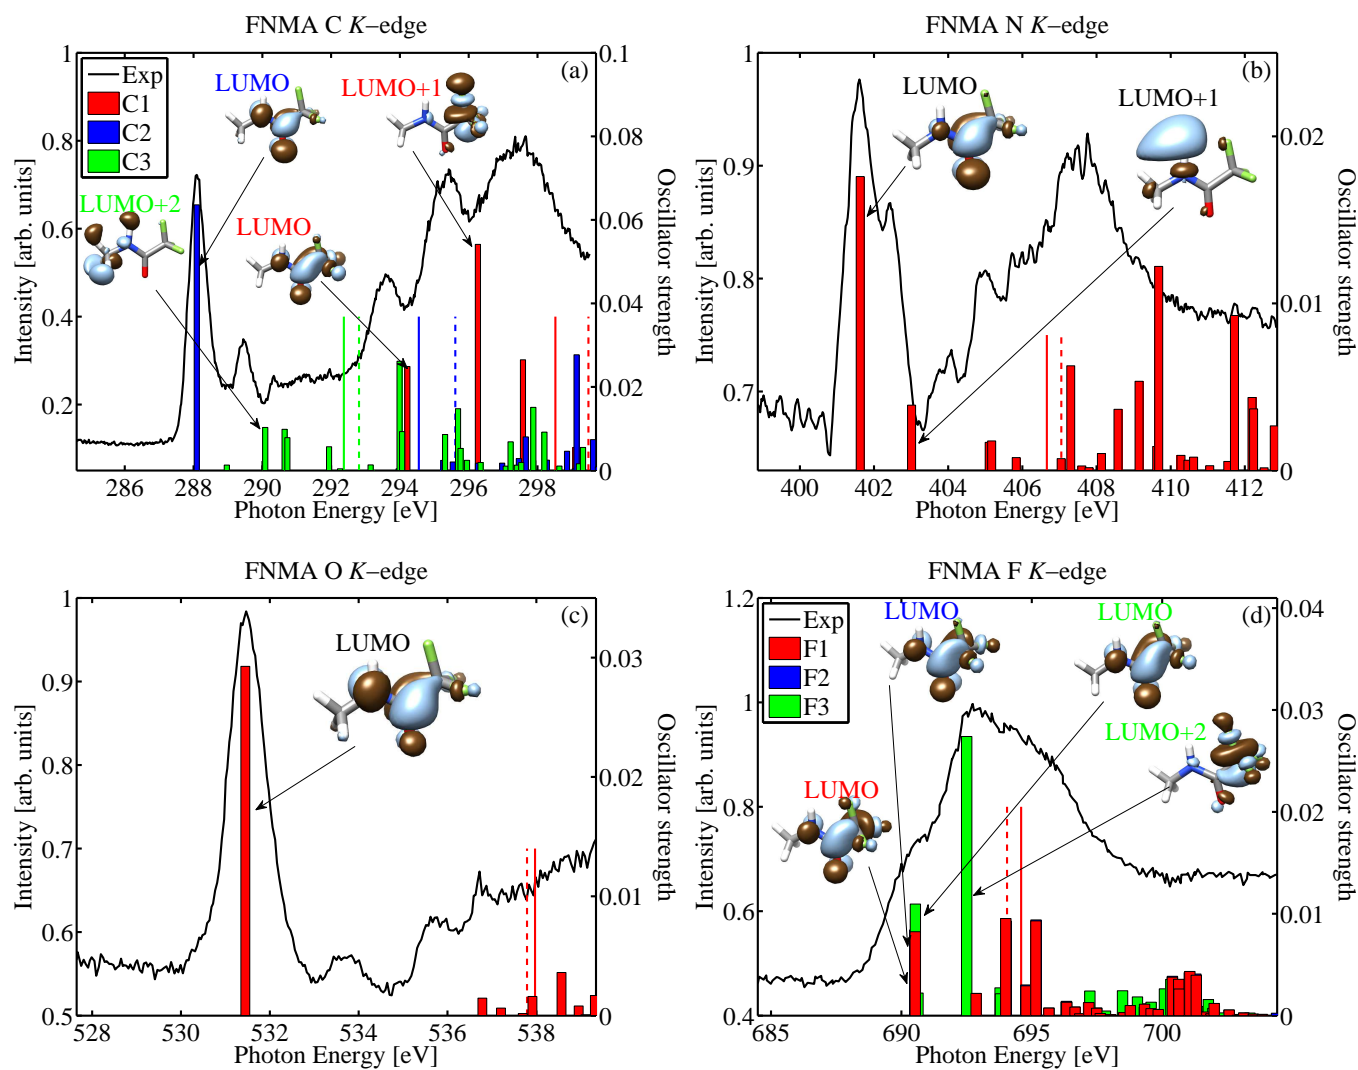 FNMA C K−edge
(a)
Exp
C1
C2
C3
LUMO
LUMO+1
LUMO+2
LUMO
Intensity [arb. units]
1
0.8
0.6
0.4
0.2
Oscillator strength
0.1
0.08
0.06
0.04
0.02
0
286 288 290 292 294 296 298
Photon Energy [eV]
FNMA N K−edge
(b)
LUMO
LUMO+1
Intensity [arb. units]
1
0.9
0.8
0.7
Oscillator strength
0.02
0.01
0
400 402 404 406 408 410 412
Photon Energy [eV]
FNMA O K−edge
(c)
LUMO
Intensity [arb. units]
1
0.9
0.8
0.7
0.6
0.5
Oscillator strength
0.03
0.02
0.01
0
528 530 532 534 536 538
Photon Energy [eV]
FNMA F K−edge
(d)
Exp
F1
F2
F3
LUMO
LUMO
LUMO+2
LUMO
Intensity [arb. units]
1.2
1
0.8
0.6
0.4
Oscillator strength
0.04
0.03
0.02
0.01
0
685 690 695 700
Photon Energy [eV]